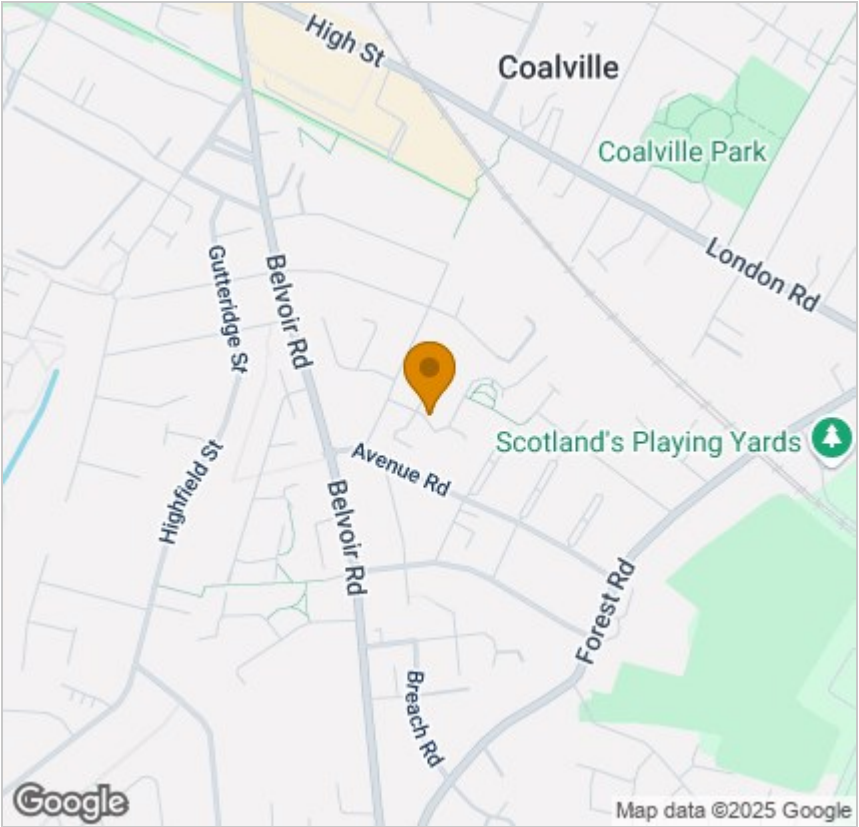 High St
Coalville
Coalville Park
London Rd
Gutteridge St
Belvoir Rd
Scotland's Playing Yards
Avenue Rd
Highfield St
Belvoir Rd
Forest Rd
Breach Rd
Google
Map data ©2025 Google